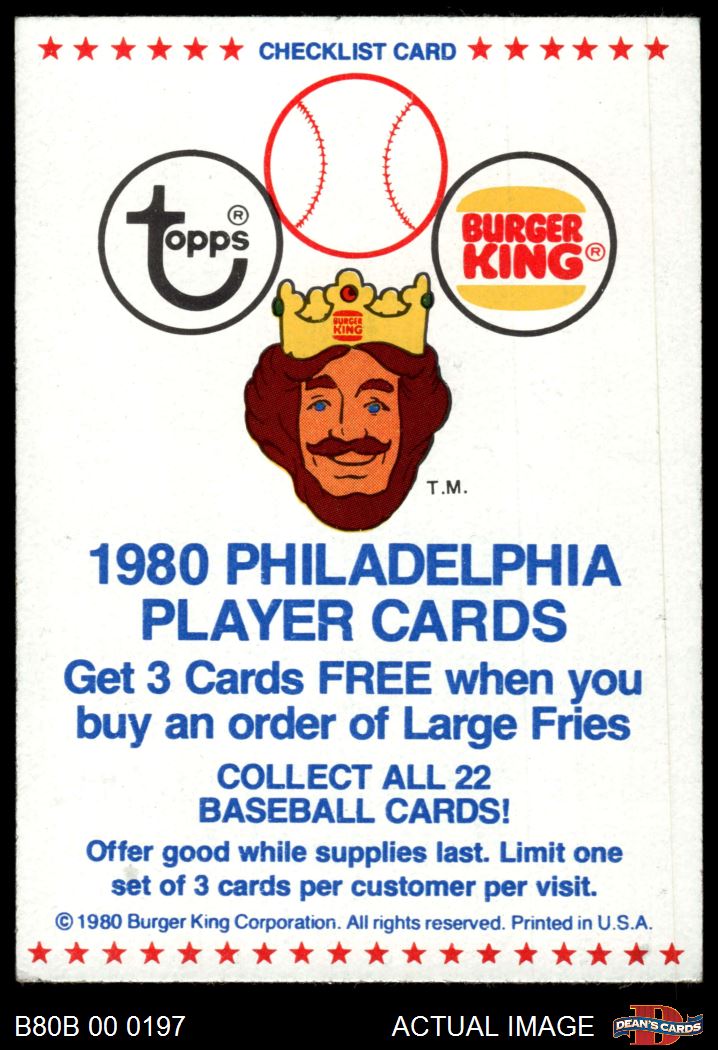 ★ ★ ★ ★ ★ ★ CHECKLIST CARD ★ ★ ★ ★ ★ ★
topps®
BURGER
KING®
BURGER
KING
T.M.
1980 PHILADELPHIA
PLAYER CARDS
Get 3 Cards FREE when you
buy an order of Large Fries
COLLECT ALL 22
BASEBALL CARDS!
Offer good while supplies last. Limit one
set of 3 cards per customer per visit.
© 1980 Burger King Corporation. All rights reserved. Printed in U.S.A.
B80B 00 0197
ACTUAL IMAGE
D
DEAN'S CARDS